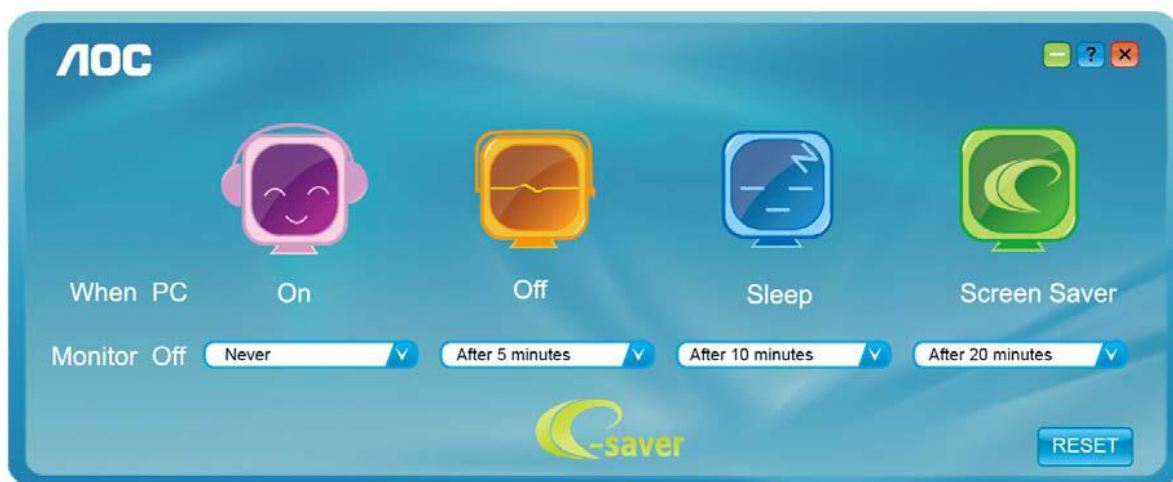 AOC
?
When PC On Off Sleep Screen Saver
Monitor Off Never After 5 minutes After 10 minutes After 20 minutes
e-saver
RESET